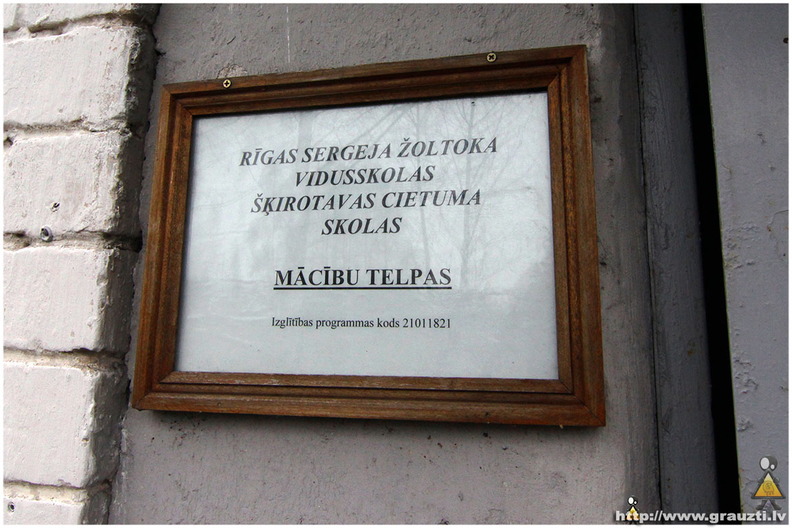 RĪGAS SERGEJA ŽOLTOKA
VIDUSSKOLAS
ŠĶIROTAVAS CIETUMA
SKOLAS
MĀCĪBU TELPAS
Izglītības programmas kods 21011821
http://www.grauzti.lv